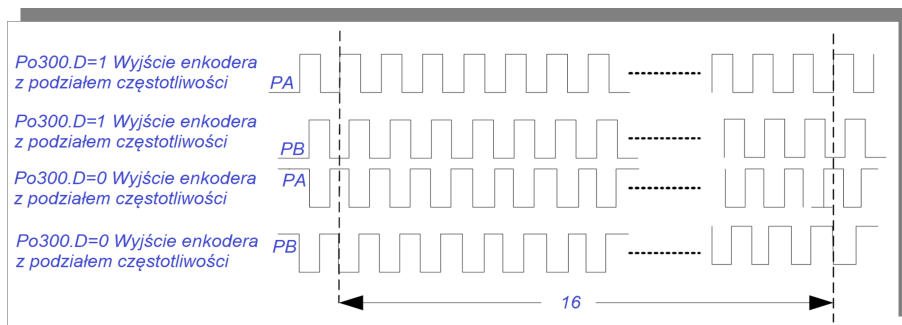 Po300.D=1 Wyjście enkodera
z podziałem częstotliwości
PA
Po300.D=1 Wyjście enkodera
z podziałem częstotliwości
PB
Po300.D=0 Wyjście enkodera
z podziałem częstotliwości
PA
Po300.D=0 Wyjście enkodera
z podziałem częstotliwości
PB
16